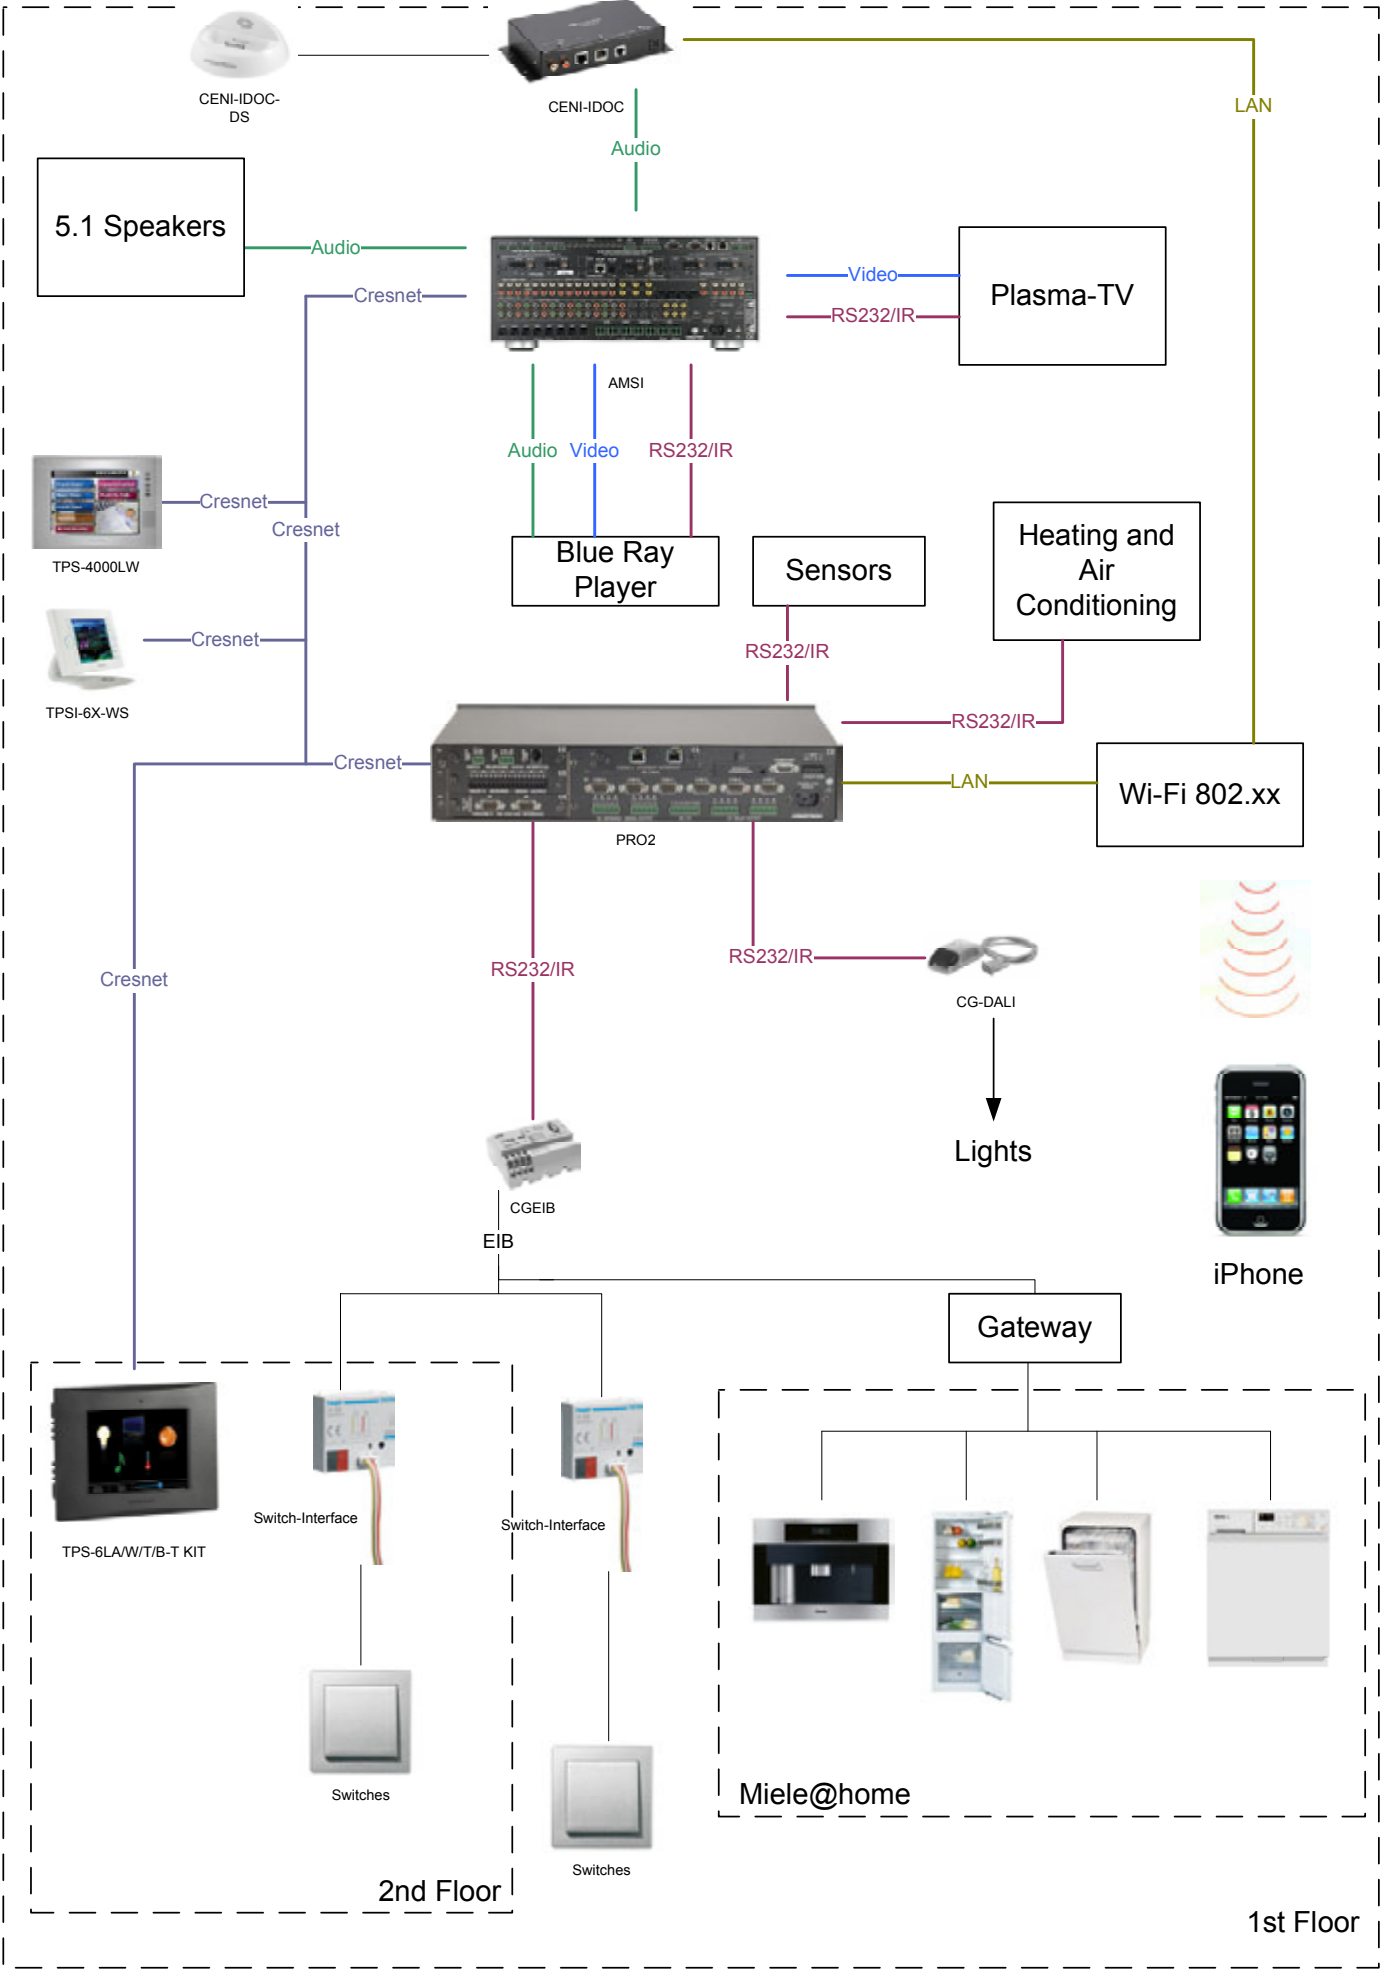 CENI-IDOC-
DS
CENI-IDOC
LAN
Audio
5.1 Speakers
Audio
Cresnet
Video
RS232/IR
Plasma-TV
AMSI
Audio
Video
RS232/IR
Cresnet
Cresnet
TPS-4000LW
Blue Ray
Player
Sensors
Heating and
Air
Conditioning
Cresnet
RS232/IR
TPSI-6X-WS
RS232/IR
Cresnet
LAN
Wi-Fi 802.xx
PRO2
RS232/IR
RS232/IR
Cresnet
CG-DALI
Lights
CGEIB
EIB
iPhone
Gateway
Switch-Interface
Switch-Interface
TPS-6LA/W/T/B-T KIT
Switches
Miele@home
Switches
2nd Floor
1st Floor